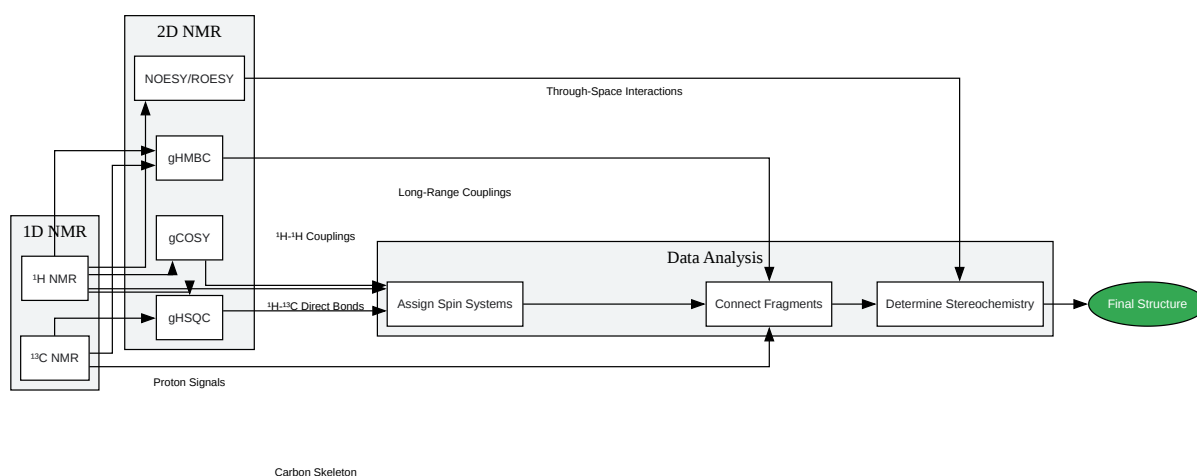 2D NMR
NOESY/ROESY
Through-Space Interactions
gHMBC
Long-Range Couplings
1D NMR
gCOSY
¹H-¹H Couplings
Data Analysis
¹H NMR
Assign Spin Systems
Connect Fragments
Determine Stereochemistry
Final Structure
¹H-¹³C Direct Bonds
gHSQC
¹³C NMR
Proton Signals
Carbon Skeleton